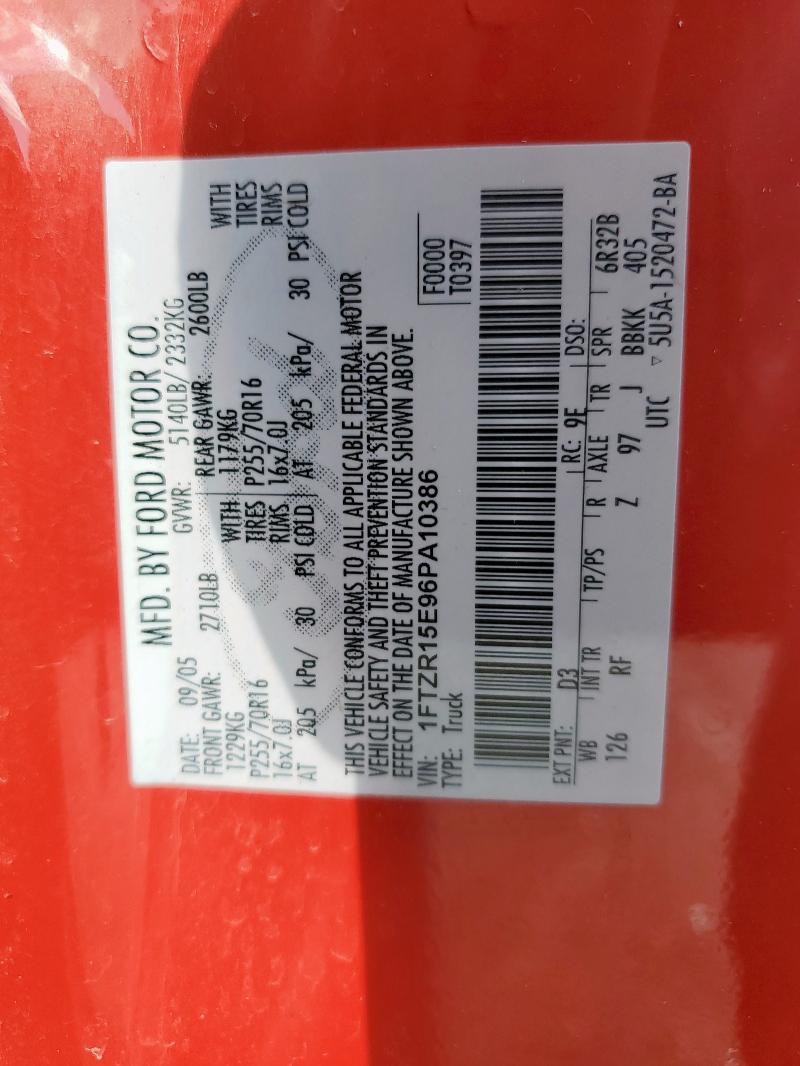 MFD. BY FORD MOTOR CO.
DATE: 09/05 GVWR: 5140LB/ 2332KG
FRONT GAWR: 2710LB REAR GAWR: 2600LB
1229KG WITH 1179KG WITH
P255/70R16 TIRES P255/70R16 TIRES
16x7.0J RIMS 16x7.0J RIMS
AT 205 kPa/ 30 PSI COLD AT 205 kPa/ 30 PSI COLD
THIS VEHICLE CONFORMS TO ALL APPLICABLE FEDERAL MOTOR
VEHICLE SAFETY AND THEFT PREVENTION STANDARDS IN
EFFECT ON THE DATE OF MANUFACTURE SHOWN ABOVE.
VIN: 1FTZR15E96PA10386 F0000
TYPE: Truck T0397
EXT PNT: D3 RC: 9E DSO:
WB INT TR TP/PS R AXLE TR SPR 6R32B
126 RF Z 97 J BBKK 405
UTC ▽ 5U5A-1520472-BA